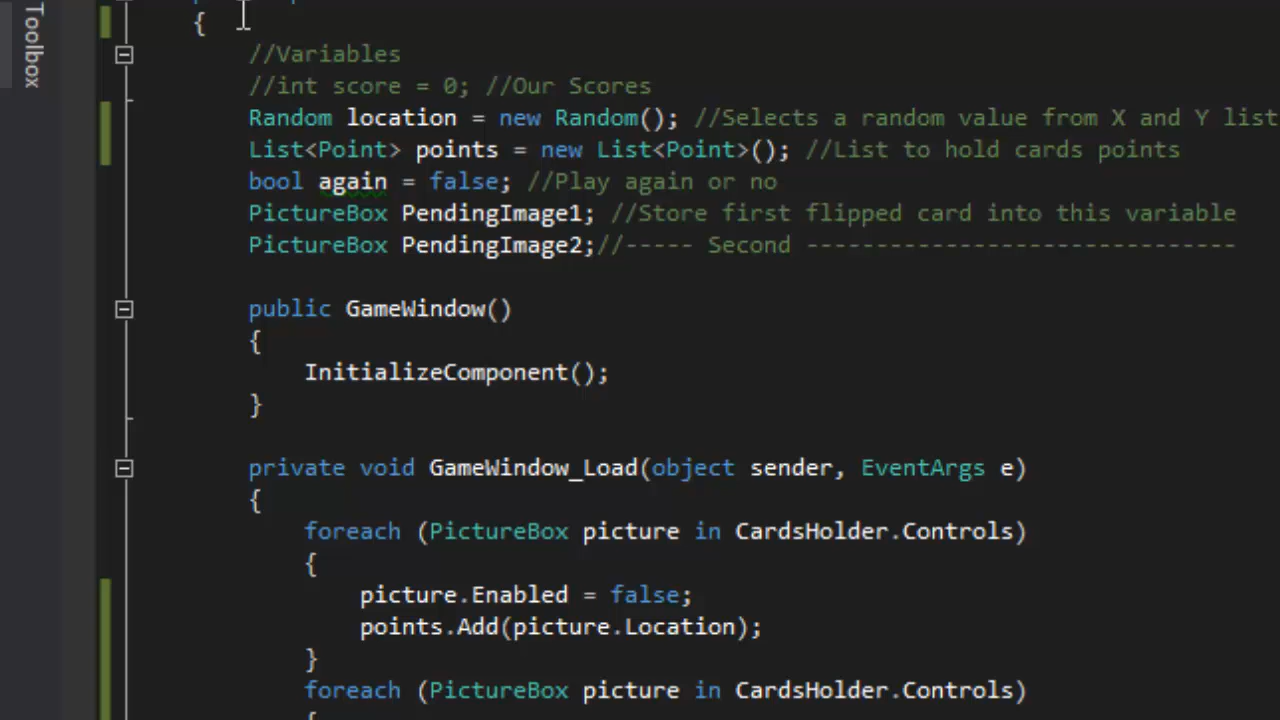 Toolbox
{
//Variables
//int score = 0; //Our Scores
Random location = new Random(); //Selects a random value from X and Y list
List<Point> points = new List<Point>(); //List to hold cards points
bool again = false; //Play again or no
PictureBox PendingImage1; //Store first flipped card into this variable
PictureBox PendingImage2;//----- Second -------------------------------
public GameWindow()
{
InitializeComponent();
}
private void GameWindow_Load(object sender, EventArgs e)
{
foreach (PictureBox picture in CardsHolder.Controls)
{
picture.Enabled = false;
points.Add(picture.Location);
}
foreach (PictureBox picture in CardsHolder.Controls)
{